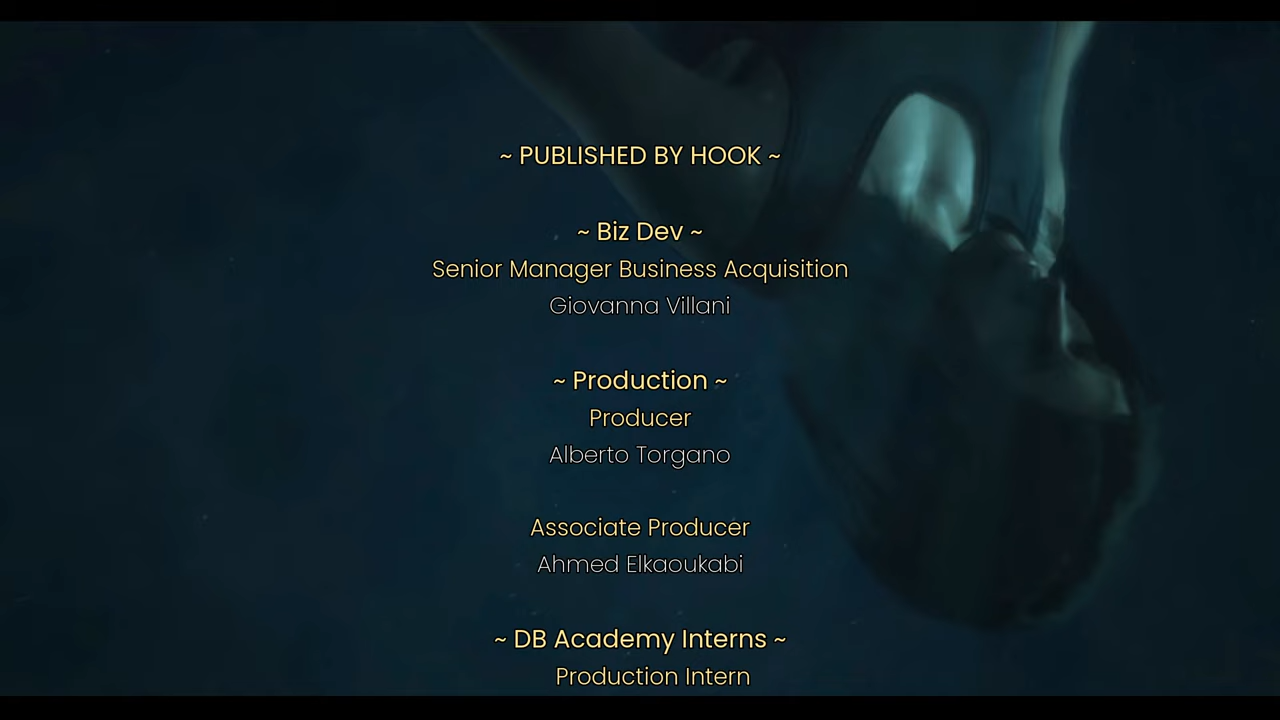 ~ PUBLISHED BY HOOK ~
~ Biz Dev ~
Senior Manager Business Acquisition
Giovanna Villani
~ Production ~
Producer
Alberto Torgano
Associate Producer
Ahmed Elkaoukabi
~ DB Academy Interns ~
Production Intern